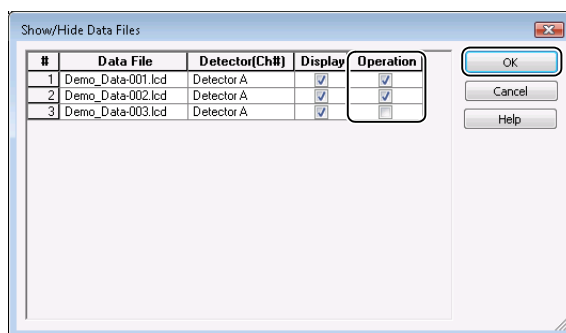 Show/Hide Data Files
# Data File Detector(Ch#) Display Operation
1 Demo_Data-001.lcd Detector A
2 Demo_Data-002.lcd Detector A
3 Demo_Data-003.lcd Detector A
OK
Cancel
Help